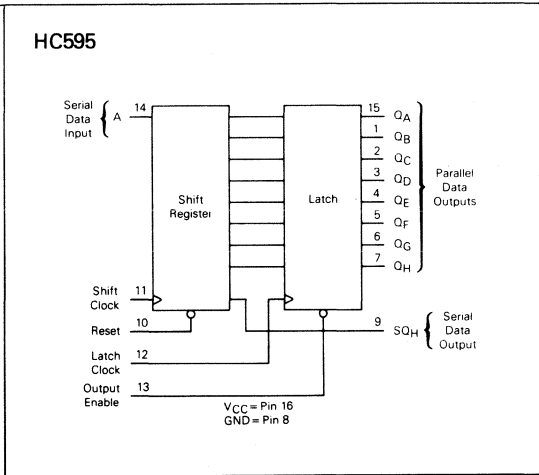 HC595
Serial
Data
Input
A
14
Shift
Register
Latch
15
QA
1
QB
2
QC
3
QD
4
QE
5
QF
6
QG
7
QH
Parallel
Data
Outputs
Shift
Clock
11
Reset
10
9
SQH
Serial
Data
Output
Latch
Clock
12
Output
Enable
13
VCC = Pin 16
GND = Pin 8